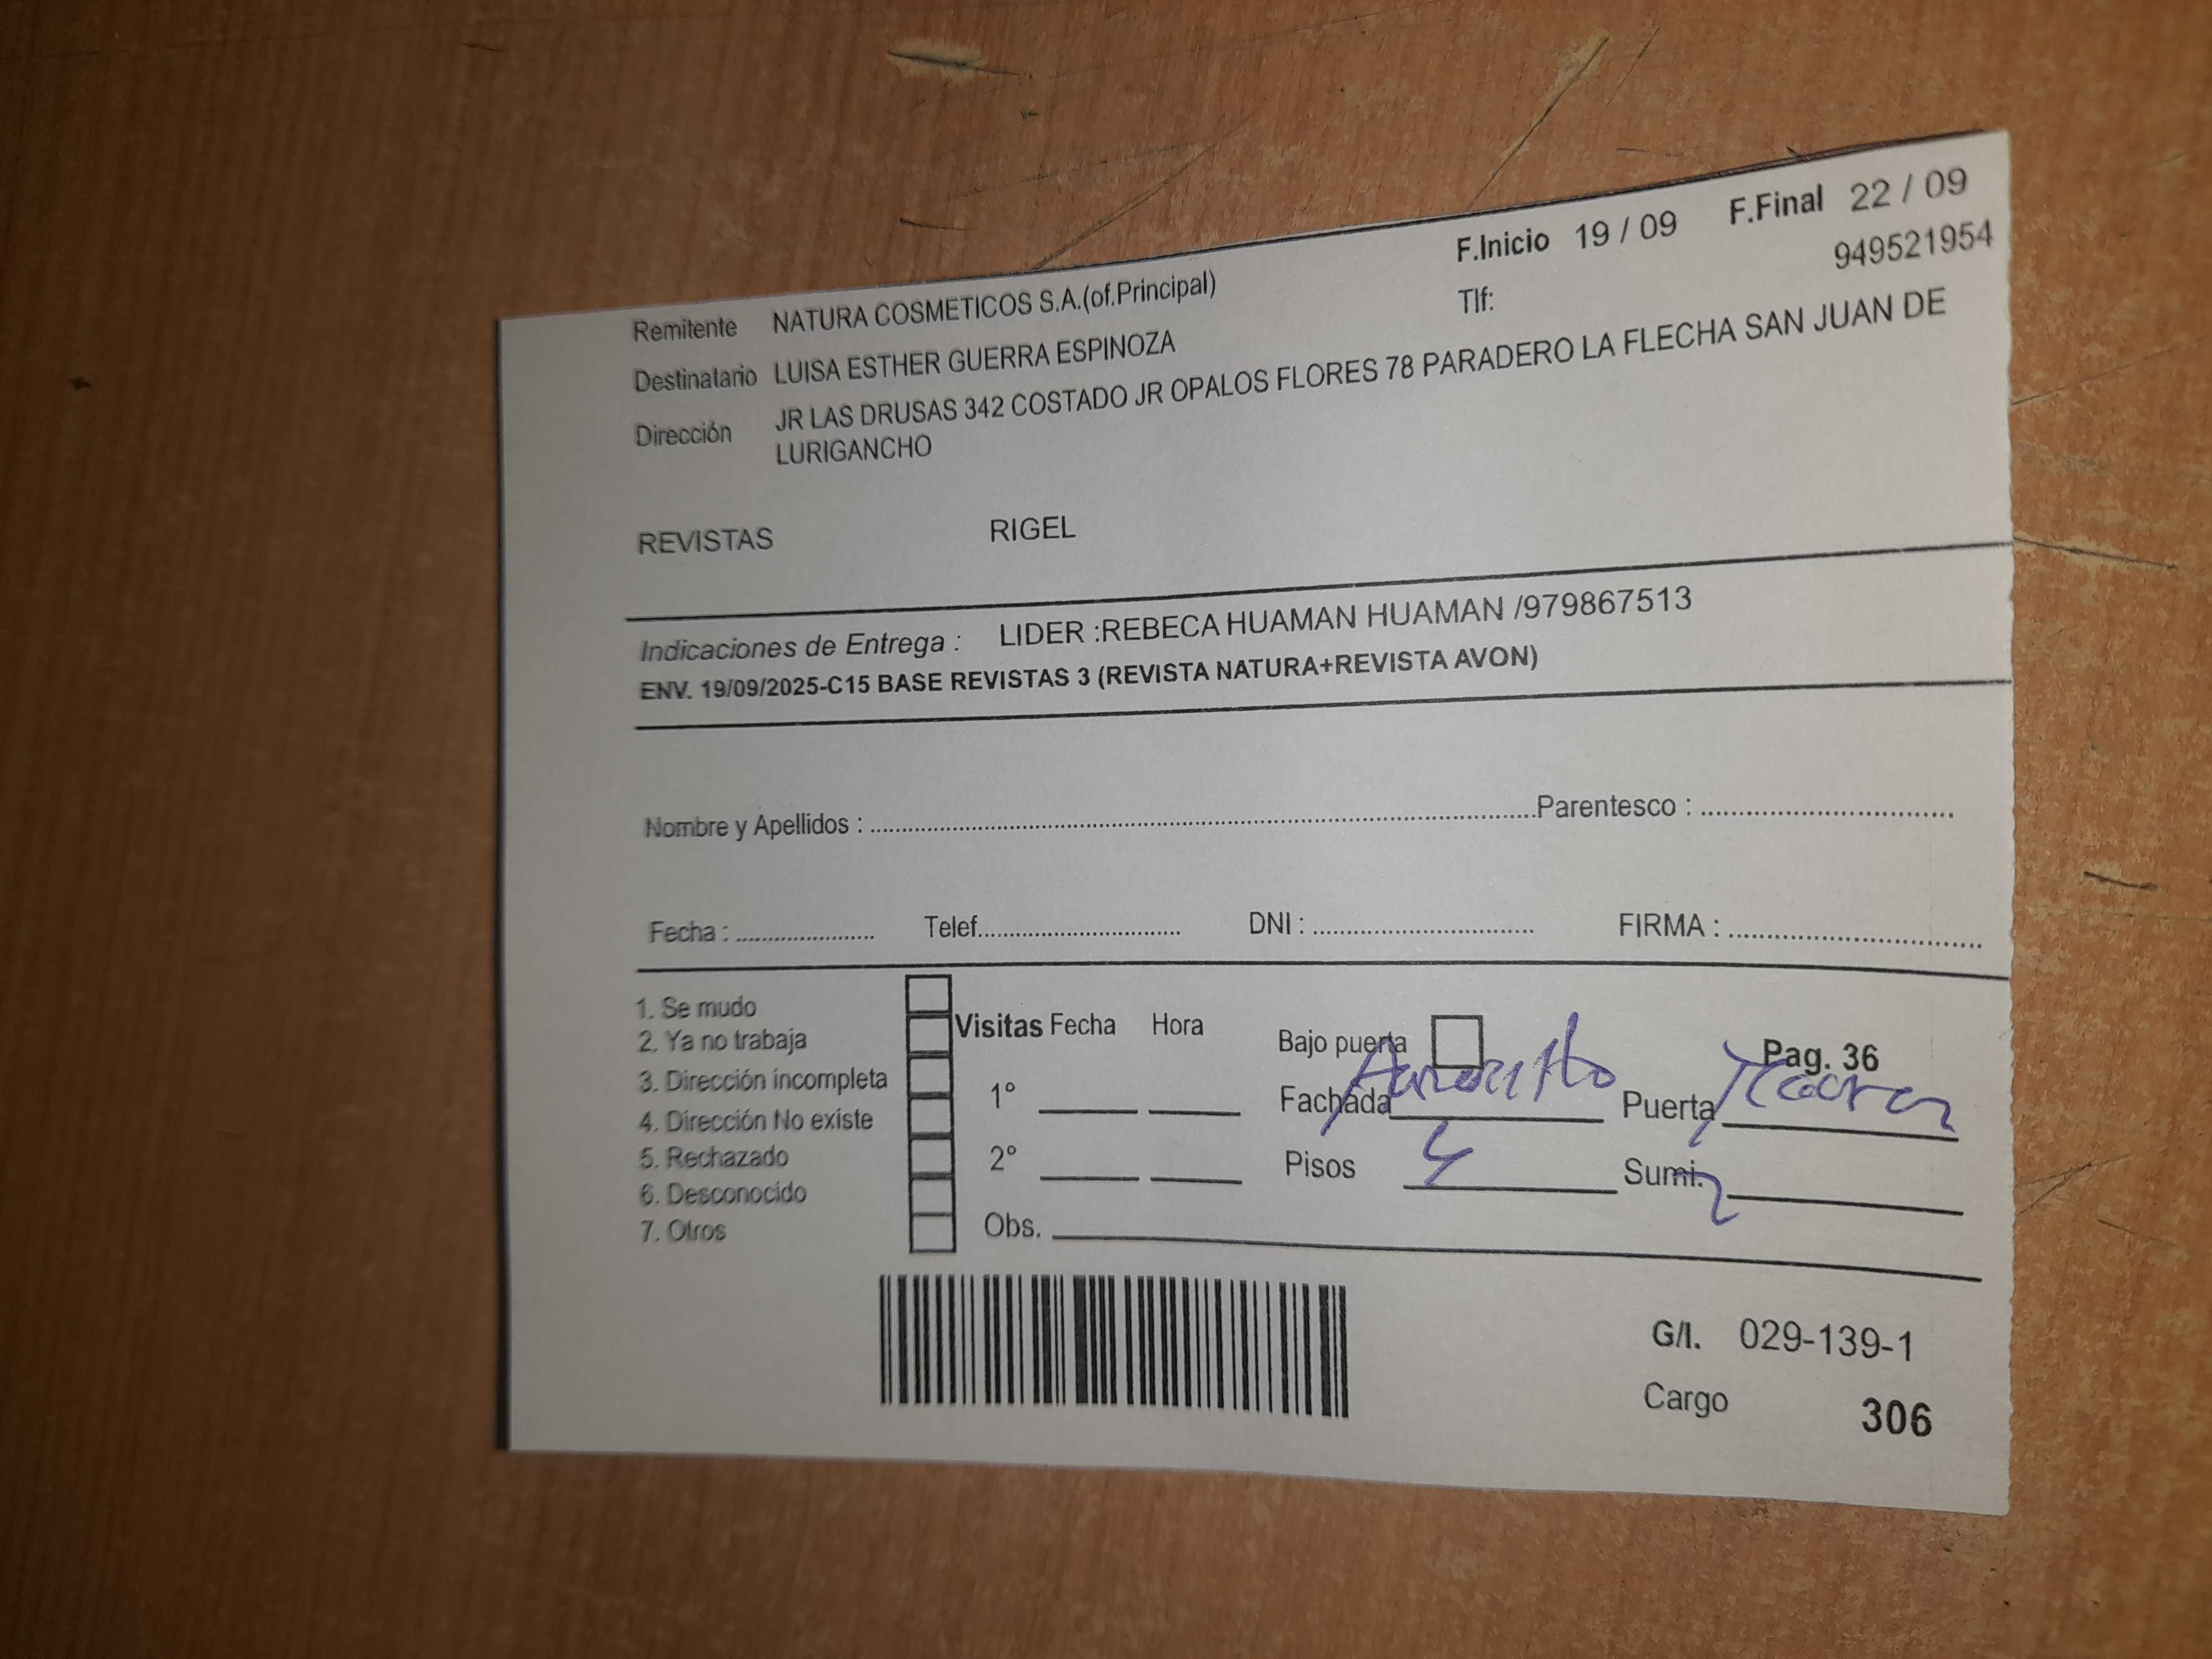 F.Inicio 19 / 09 F.Final 22 / 09
Remitente NATURA COSMETICOS S.A.(of.Principal) Tlf: 949521954
Destinatario LUISA ESTHER GUERRA ESPINOZA
Dirección JR LAS DRUSAS 342 COSTADO JR OPALOS FLORES 78 PARADERO LA FLECHA SAN JUAN DE
LURIGANCHO
REVISTAS RIGEL
Indicaciones de Entrega : LIDER :REBECA HUAMAN HUAMAN /979867513
ENV. 19/09/2025-C15 BASE REVISTAS 3 (REVISTA NATURA+REVISTA AVON)
Nombre y Apellidos : Parentesco :
Fecha : Telef. DNI : FIRMA :
1. Se mudo
2. Ya no trabaja
3. Dirección incompleta
4. Dirección No existe
5. Rechazado
6. Desconocido
7. Otros
Visitas Fecha Hora
1°
2°
Obs.
Bajo puerta Pag. 36
Fachada Puerta
Pisos 4 Sumi.
G/I. 029-139-1
Cargo 306